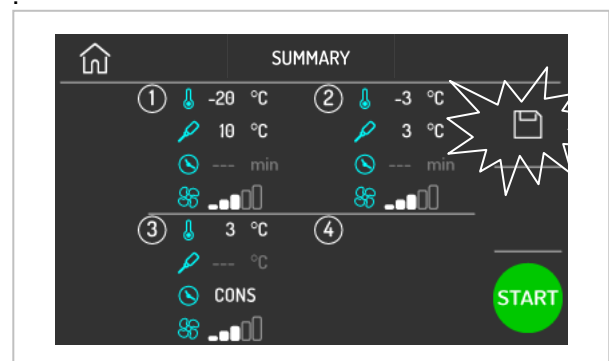 .
SUMMARY
1 -20 °C 2 -3 °C
10 °C 3 °C
--- min --- min
3 3 °C 4
--- °C
CONS
START